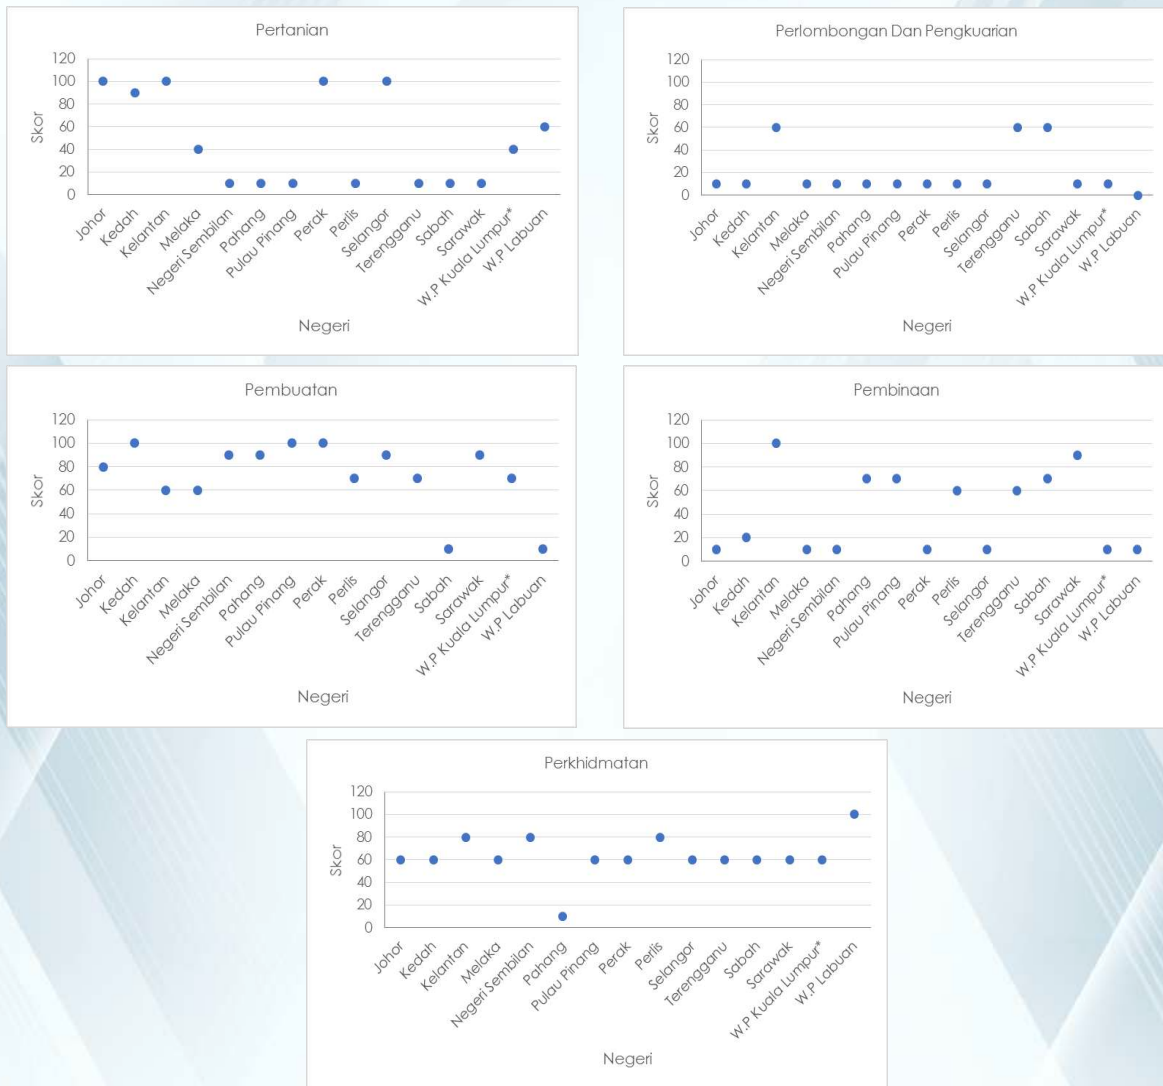 Pertanian
120
100
80
60
40
20
0
Skor
Johor
Kedah
Kelantan
Melaka
Negeri Sembilan
Pahang
Pulau Pinang
Perak
Perlis
Selangor
Terengganu
Sabah
Sarawak
W.P Kuala Lumpur*
W.P Labuan
Negeri
Perlombongan Dan Pengkuarian
120
100
80
60
40
20
0
Skor
Johor
Kedah
Kelantan
Melaka
Negeri Sembilan
Pahang
Pulau Pinang
Perak
Perlis
Selangor
Terengganu
Sabah
Sarawak
W.P Kuala Lumpur*
W.P Labuan
Negeri
Pembuatan
120
100
80
60
40
20
0
Skor
Johor
Kedah
Kelantan
Melaka
Negeri Sembilan
Pahang
Pulau Pinang
Perak
Perlis
Selangor
Terengganu
Sabah
Sarawak
W.P Kuala Lumpur*
W.P Labuan
Negeri
Pembinaan
120
100
80
60
40
20
0
Skor
Johor
Kedah
Kelantan
Melaka
Negeri Sembilan
Pahang
Pulau Pinang
Perak
Perlis
Selangor
Terengganu
Sabah
Sarawak
W.P Kuala Lumpur*
W.P Labuan
Negeri
Perkhidmatan
120
100
80
60
40
20
0
Skor
Johor
Kedah
Kelantan
Melaka
Negeri Sembilan
Pahang
Pulau Pinang
Perak
Perlis
Selangor
Terengganu
Sabah
Sarawak
W.P Kuala Lumpur*
W.P Labuan
Negeri